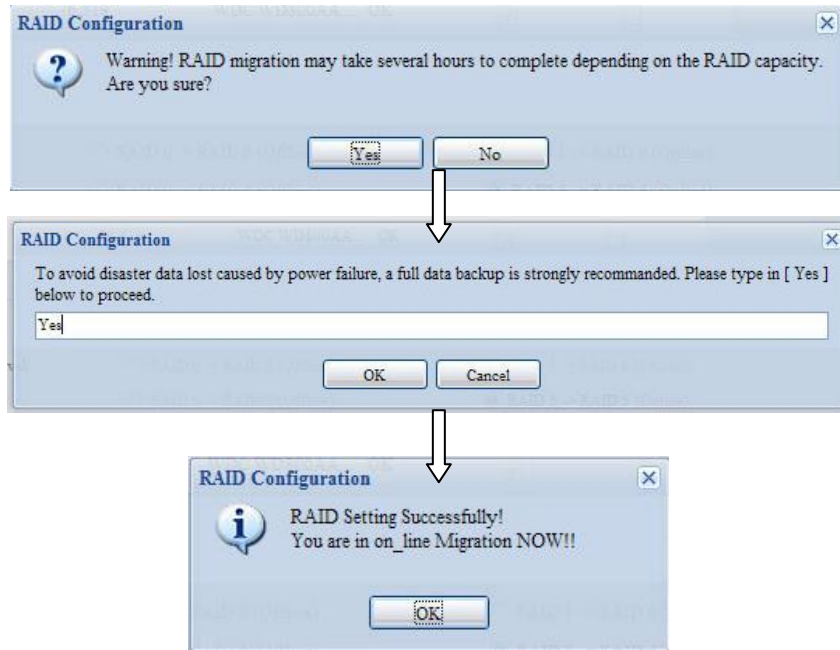 RAID Configuration
Warning! RAID migration may take several hours to complete depending on the RAID capacity.
Are you sure?
Yes
No
RAID Configuration
To avoid disaster data lost caused by power failure, a full data backup is strongly recommanded. Please type in [ Yes ]
below to proceed.
Yes
OK
Cancel
RAID Configuration
RAID Setting Successfully!
You are in on_line Migration NOW!!
OK